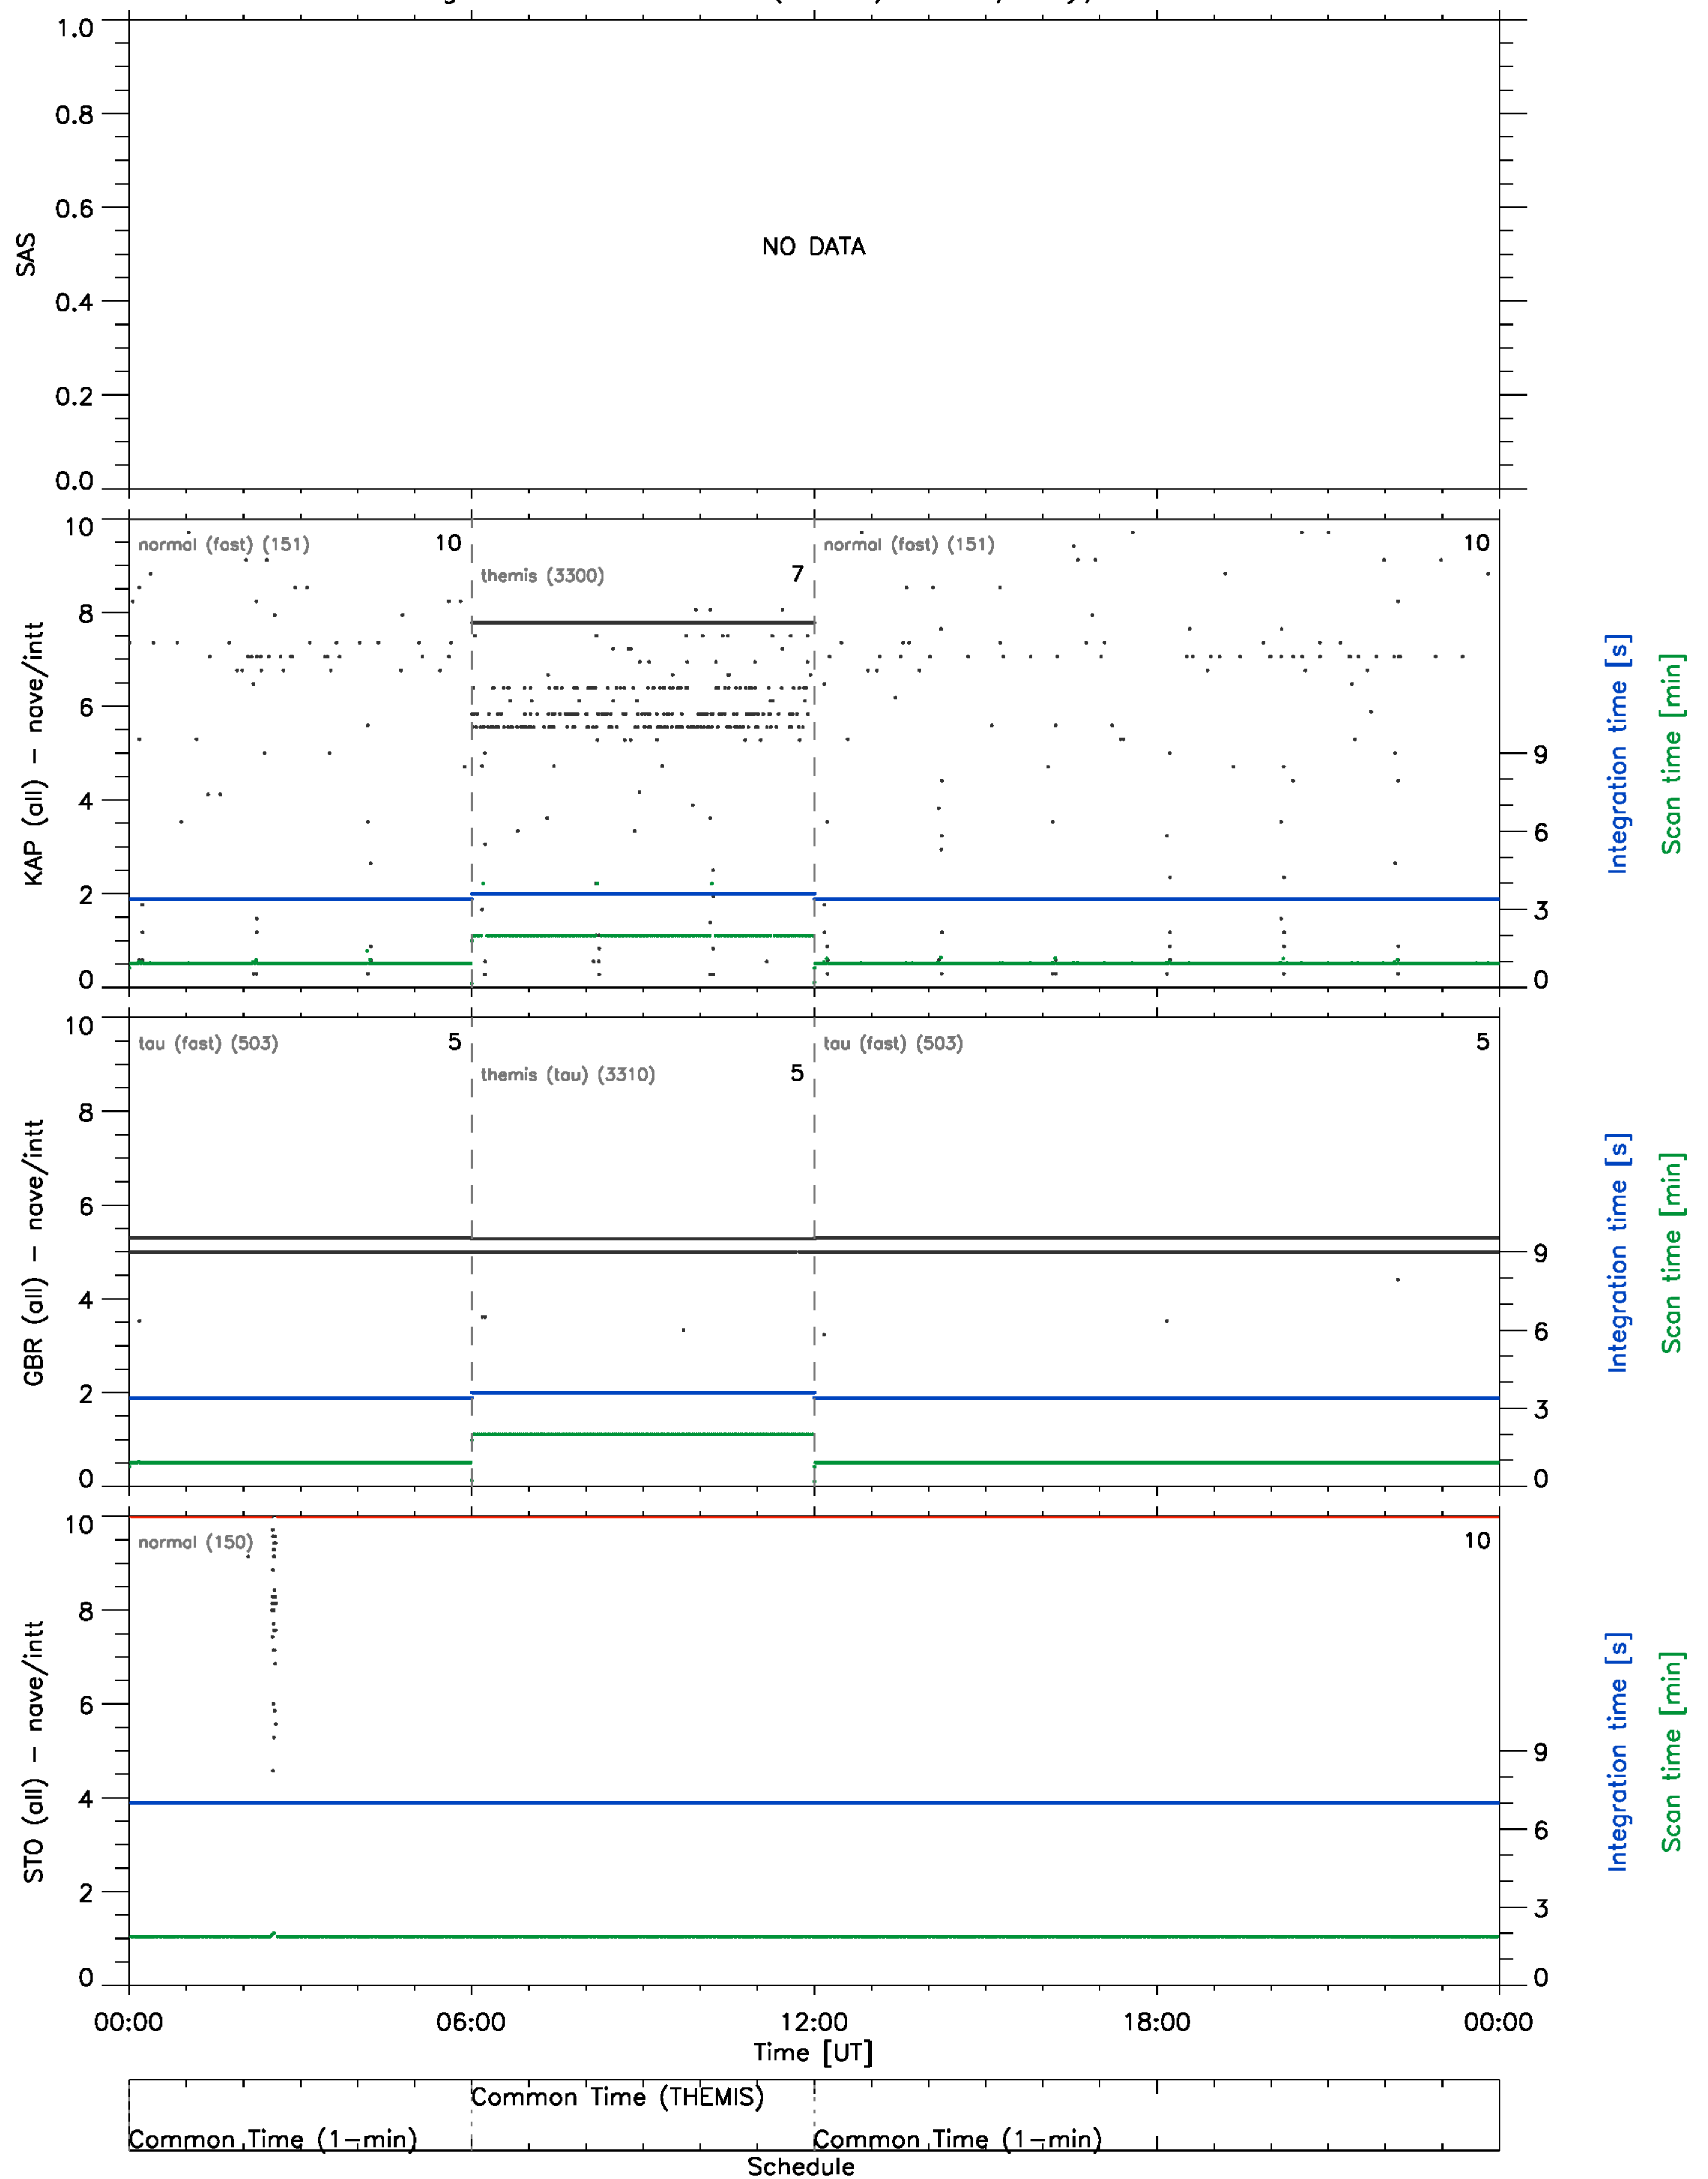 1.0
0.8
0.6
0.4
0.2
0.0
SAS
NO DATA
10
8
6
4
2
0
KAP (all) − nave/intt
normal (fast) (151)
10
themis (3300)
7
normal (fast) (151)
10
9
6
3
0
Integration time [s]
Scan time [min]
10
8
6
4
2
0
GBR (all) − nave/intt
tau (fast) (503)
5
themis (tau) (3310)
5
tau (fast) (503)
5
9
6
3
0
Integration time [s]
Scan time [min]
10
8
6
4
2
0
STO (all) − nave/intt
normal (150)
10
9
6
3
0
Integration time [s]
Scan time [min]
00:00
06:00
12:00
18:00
00:00
Time [UT]
Common Time (THEMIS)
Common Time (1−min)
Common Time (1−min)
Schedule